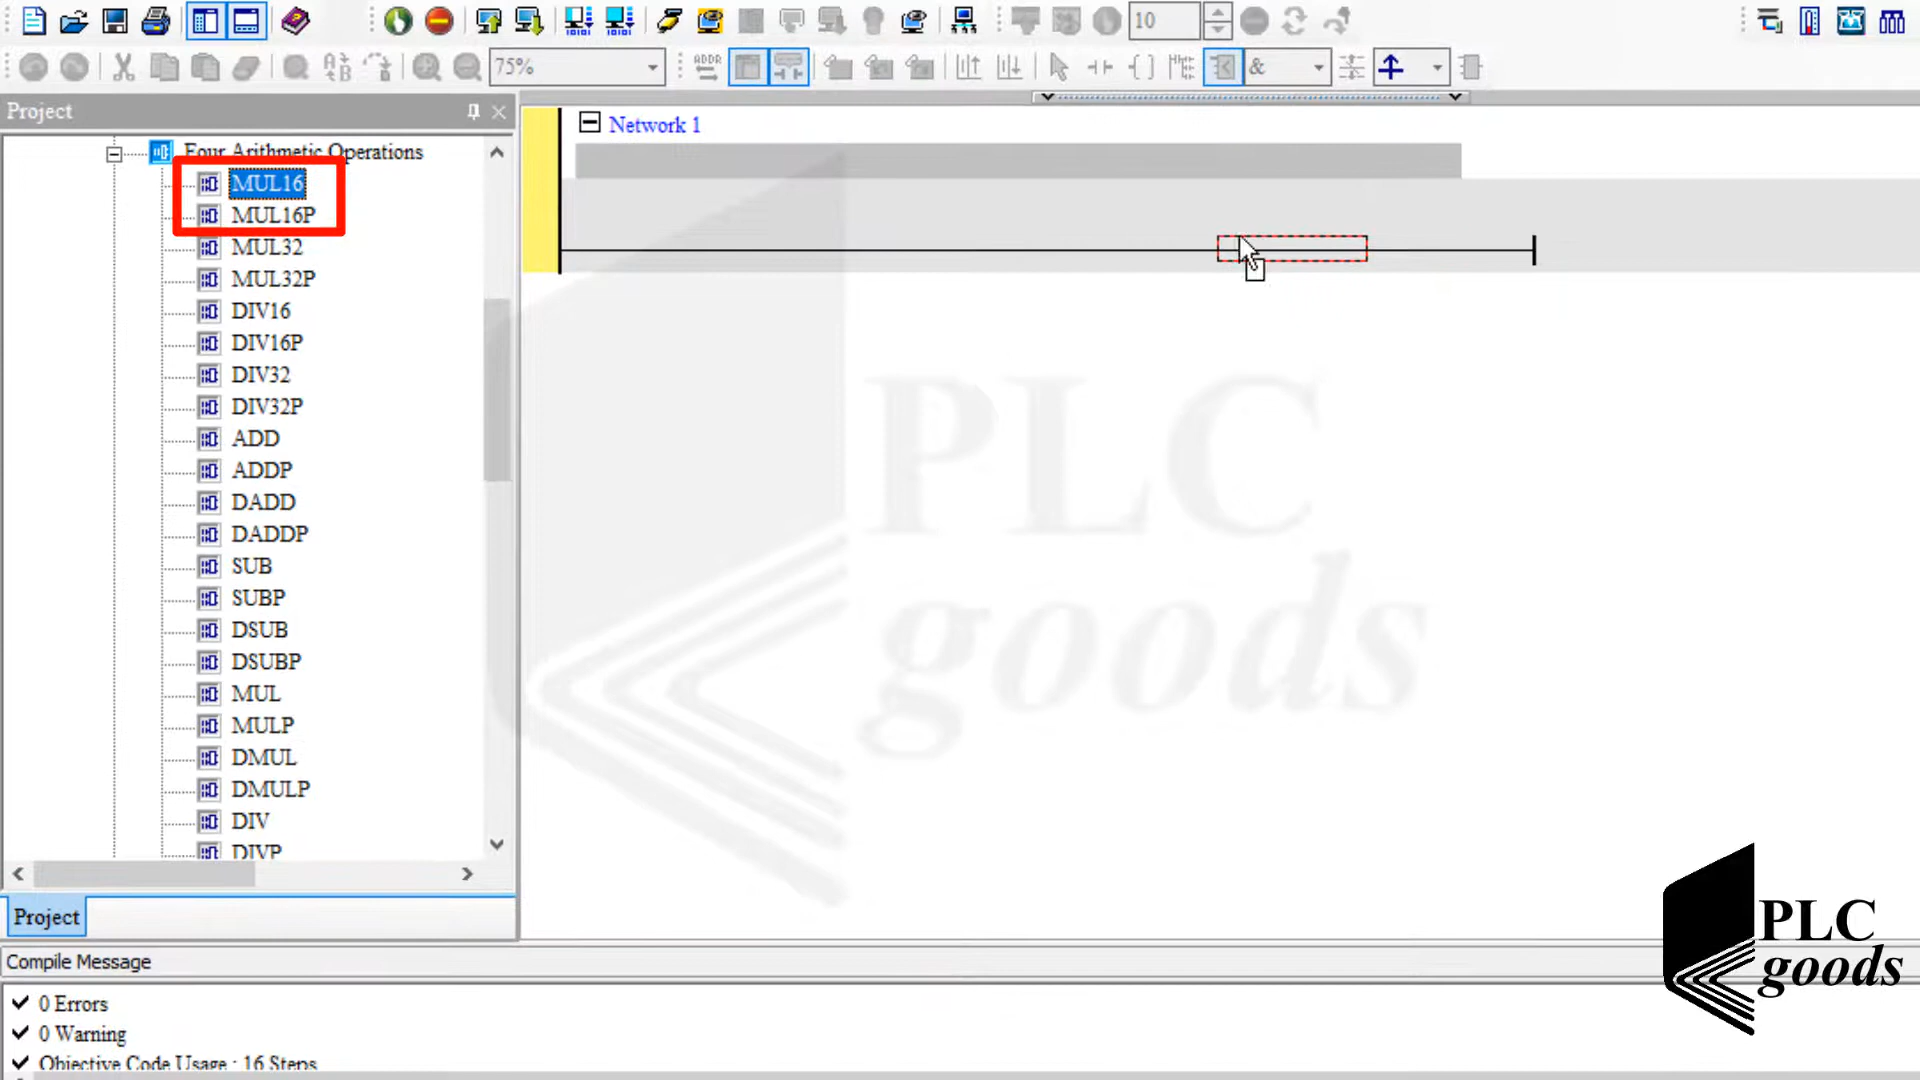 10
75%
ADDR
&
Project
Network 1
Four Arithmetic Operations
MUL16
MUL16P
MUL32
MUL32P
DIV16
DIV16P
DIV32
DIV32P
ADD
ADDP
DADD
DADDP
SUB
SUBP
DSUB
DSUBP
MUL
MULP
DMUL
DMULP
DIV
DIVP
PLC
goods
Project
Compile Message
0 Errors
0 Warning
Objective Code Usage : 16 Steps
PLC
goods